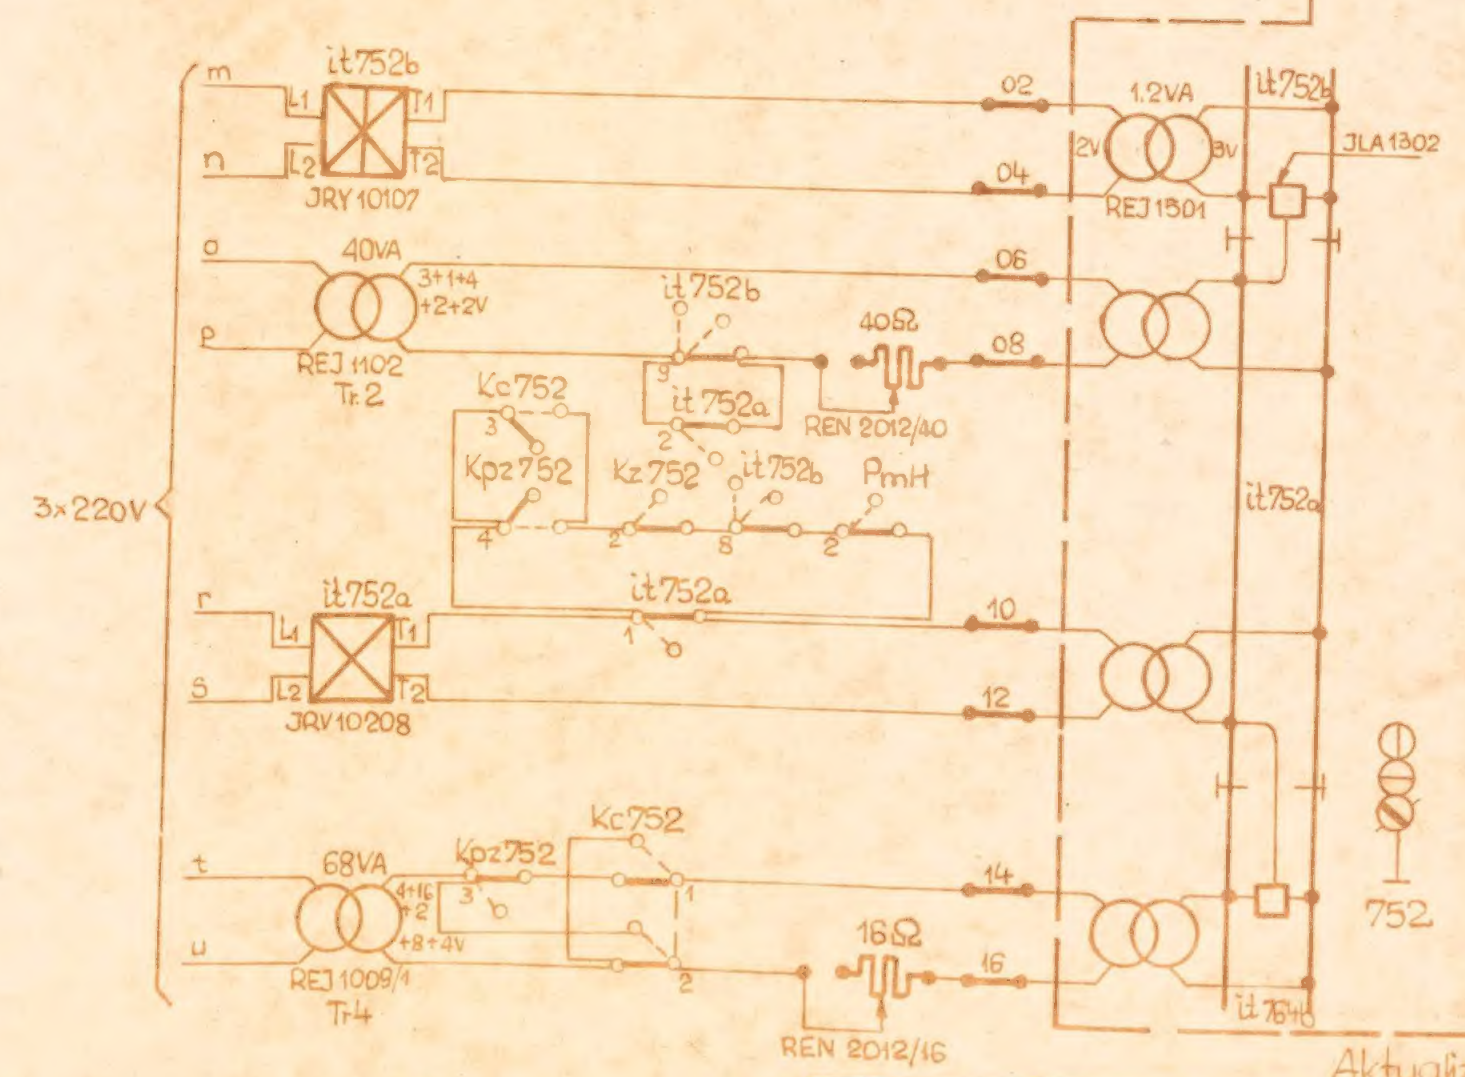 m
it752b
L1
T1
02
1.2VA
it752b
n
L2
T2
04
2V
3V
JLA1302
JRY10107
REJ1501
o
40VA
3+1+4
+2+2V
06
it752b
p
40Ω
08
REJ1102
Tr.2
9
Kc752
3
it752a
2
REN 2012/40
Kpz752
Kz752
it752b
PmH
3×220V
it752a
4
2
8
2
it752a
r
it752a
L1
T1
1
10
S
L2
T2
12
JRV10208
Kc752
t
68VA
Kpz752
4+16
+2
+8+4V
3
1
14
752
u
16Ω
16
REJ1009/1
Tr4
2
REN 2012/16
it764b